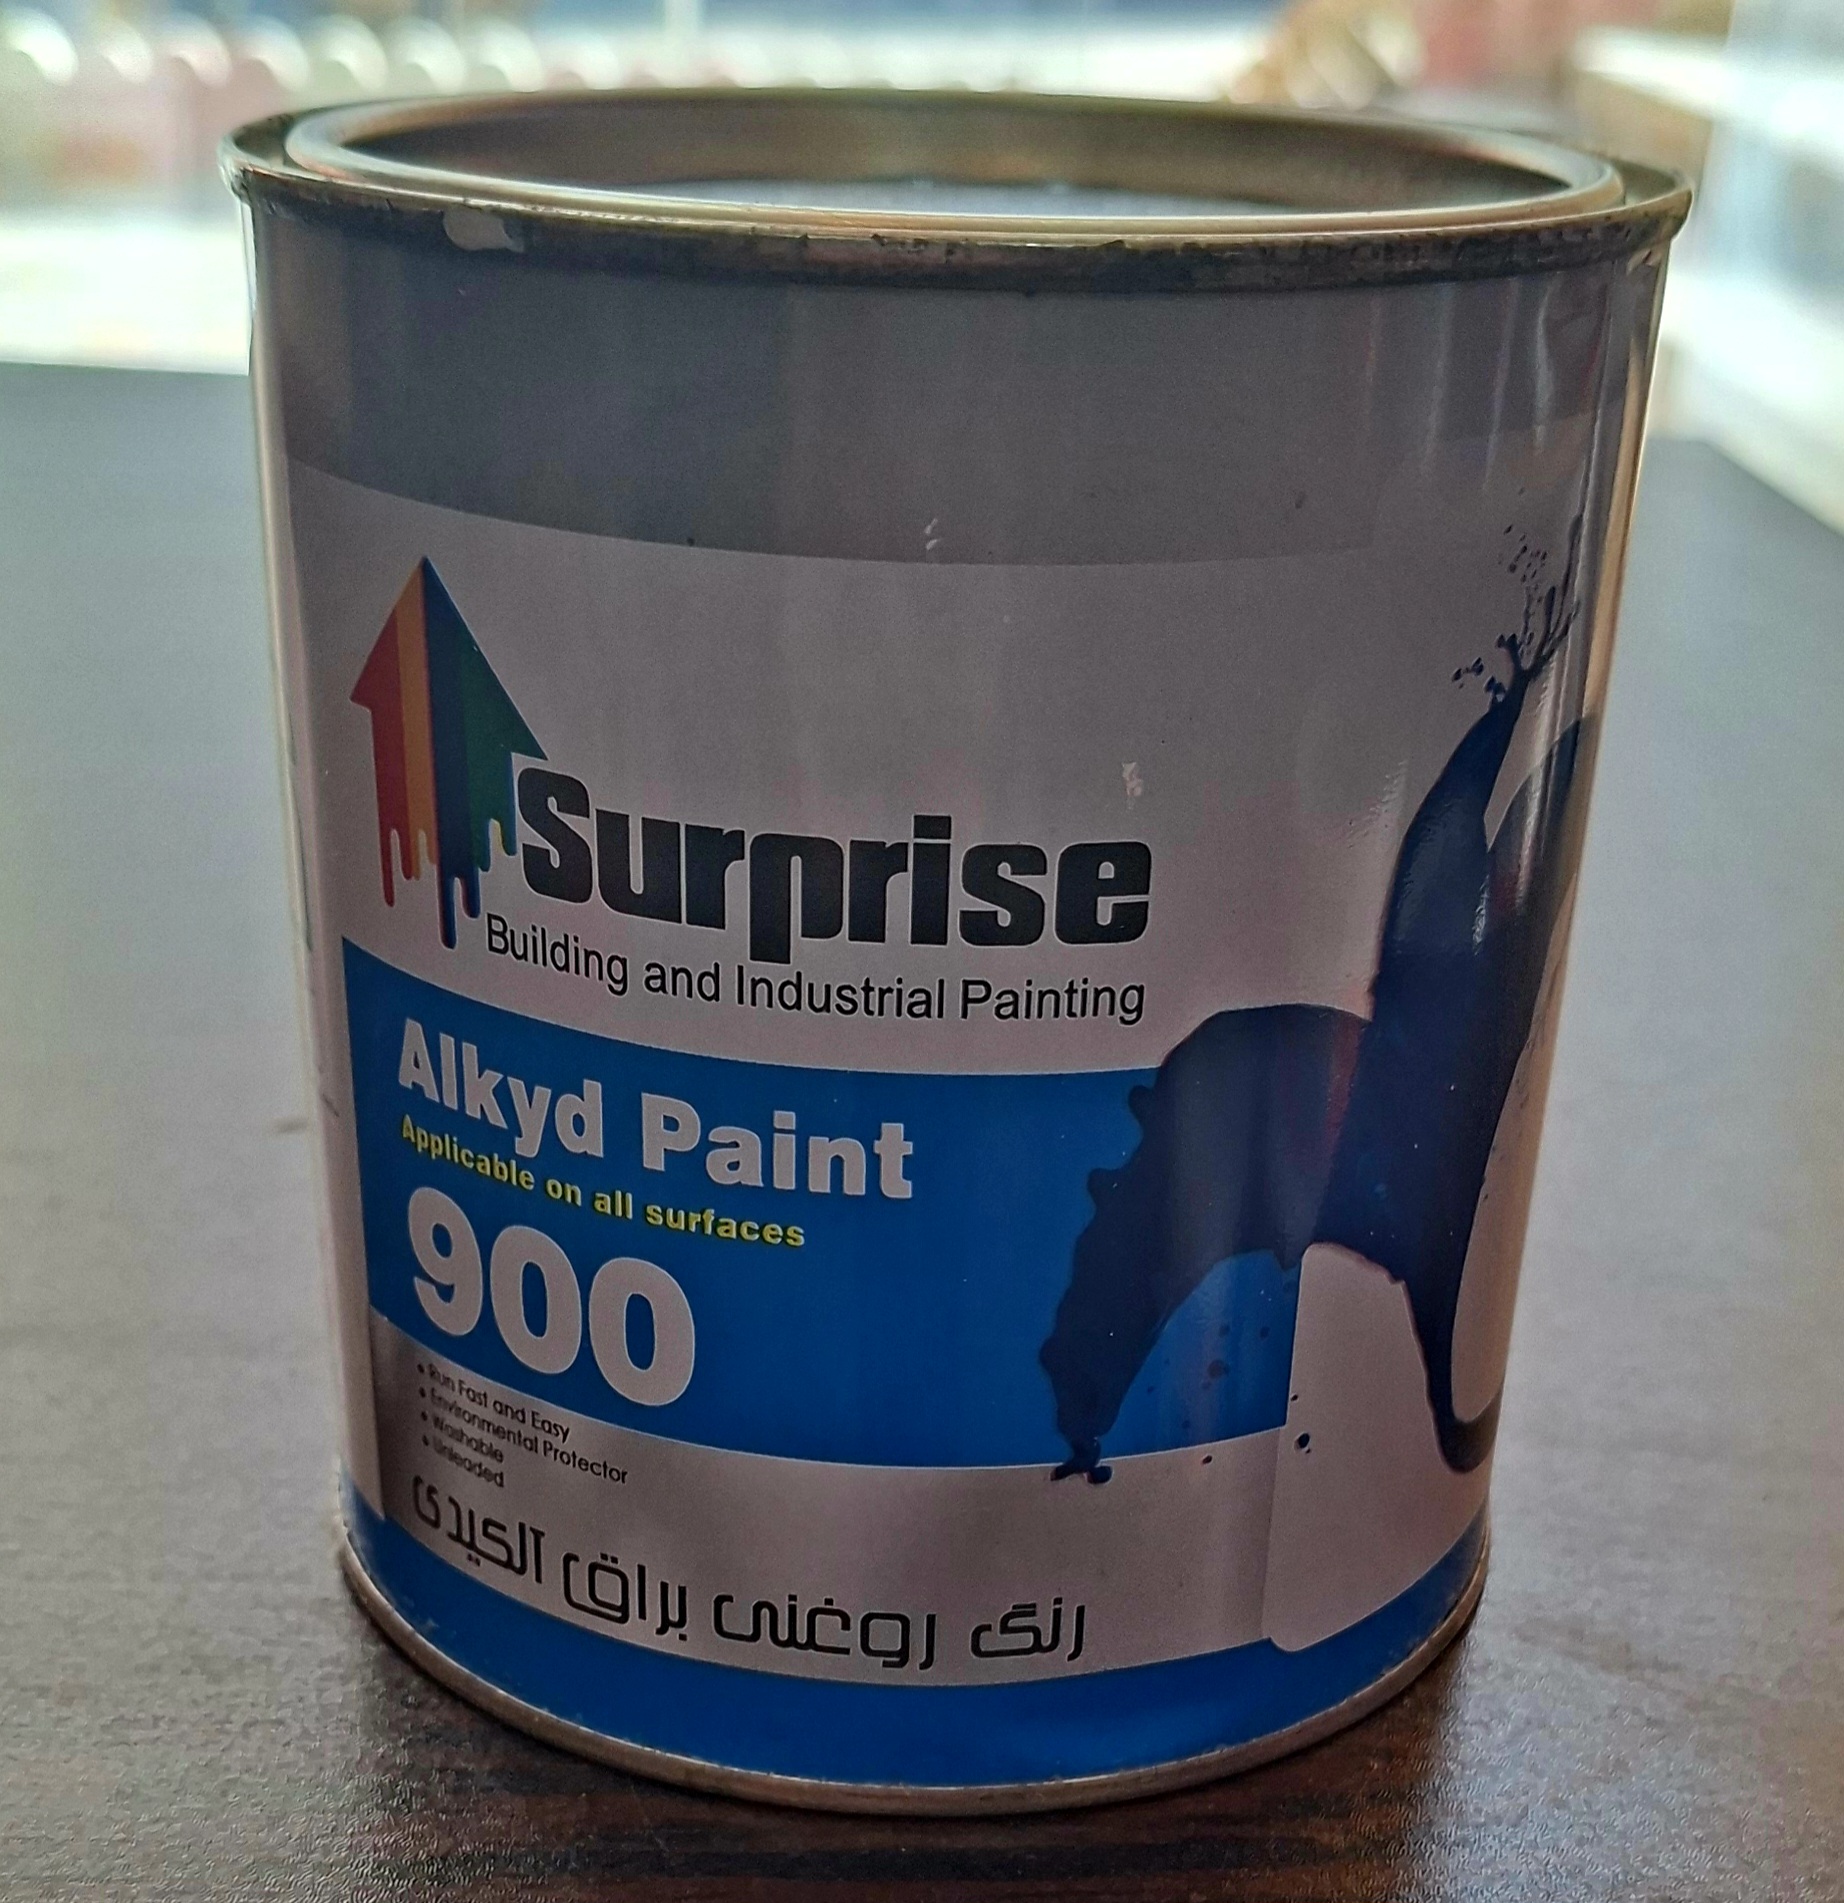 Surprise
Building and Industrial Painting
Alkyd Paint
Applicable on all surfaces
900
• Run Fast and Easy
• Environmental Protector
• Washable
• Unleaded
رنگ روغنی براق آلکیدی